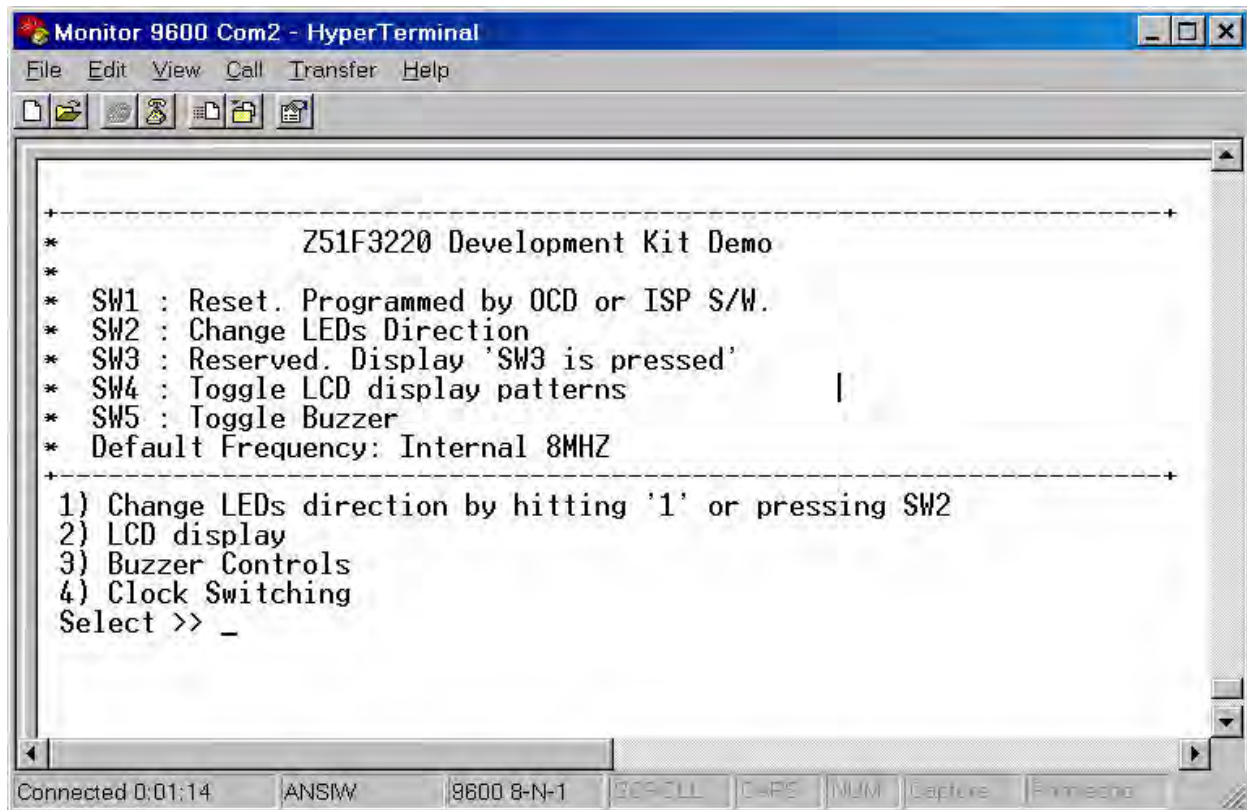 Monitor 9600 Com2 - HyperTerminal
File Edit View Call Transfer Help
+----------------------------------------------------------------------+
* Z51F3220 Development Kit Demo
*
* SW1 : Reset. Programmed by OCD or ISP S/W.
* SW2 : Change LEDs Direction
* SW3 : Reserved. Display 'SW3 is pressed'
* SW4 : Toggle LCD display patterns
* SW5 : Toggle Buzzer
* Default Frequency: Internal 8MHZ
+----------------------------------------------------------------------+
1) Change LEDs direction by hitting '1' or pressing SW2
2) LCD display
3) Buzzer Controls
4) Clock Switching
Select >> _
Connected 0:01:14 ANSIW 9600 8-N-1 SCROLL CAPS NUM Capture